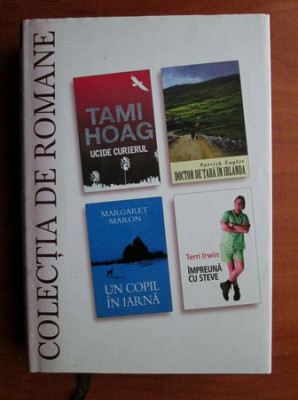 COLECȚIA DE ROMANE
TAMI
HOAG
UCIDE CURIERUL
Patrick Taylor
DOCTOR DE ȚARĂ ÎN IRLANDA
MARGARET
MARON
UN COPIL
ÎN IARNĂ
Terri Irwin
ÎMPREUNĂ
CU STEVE